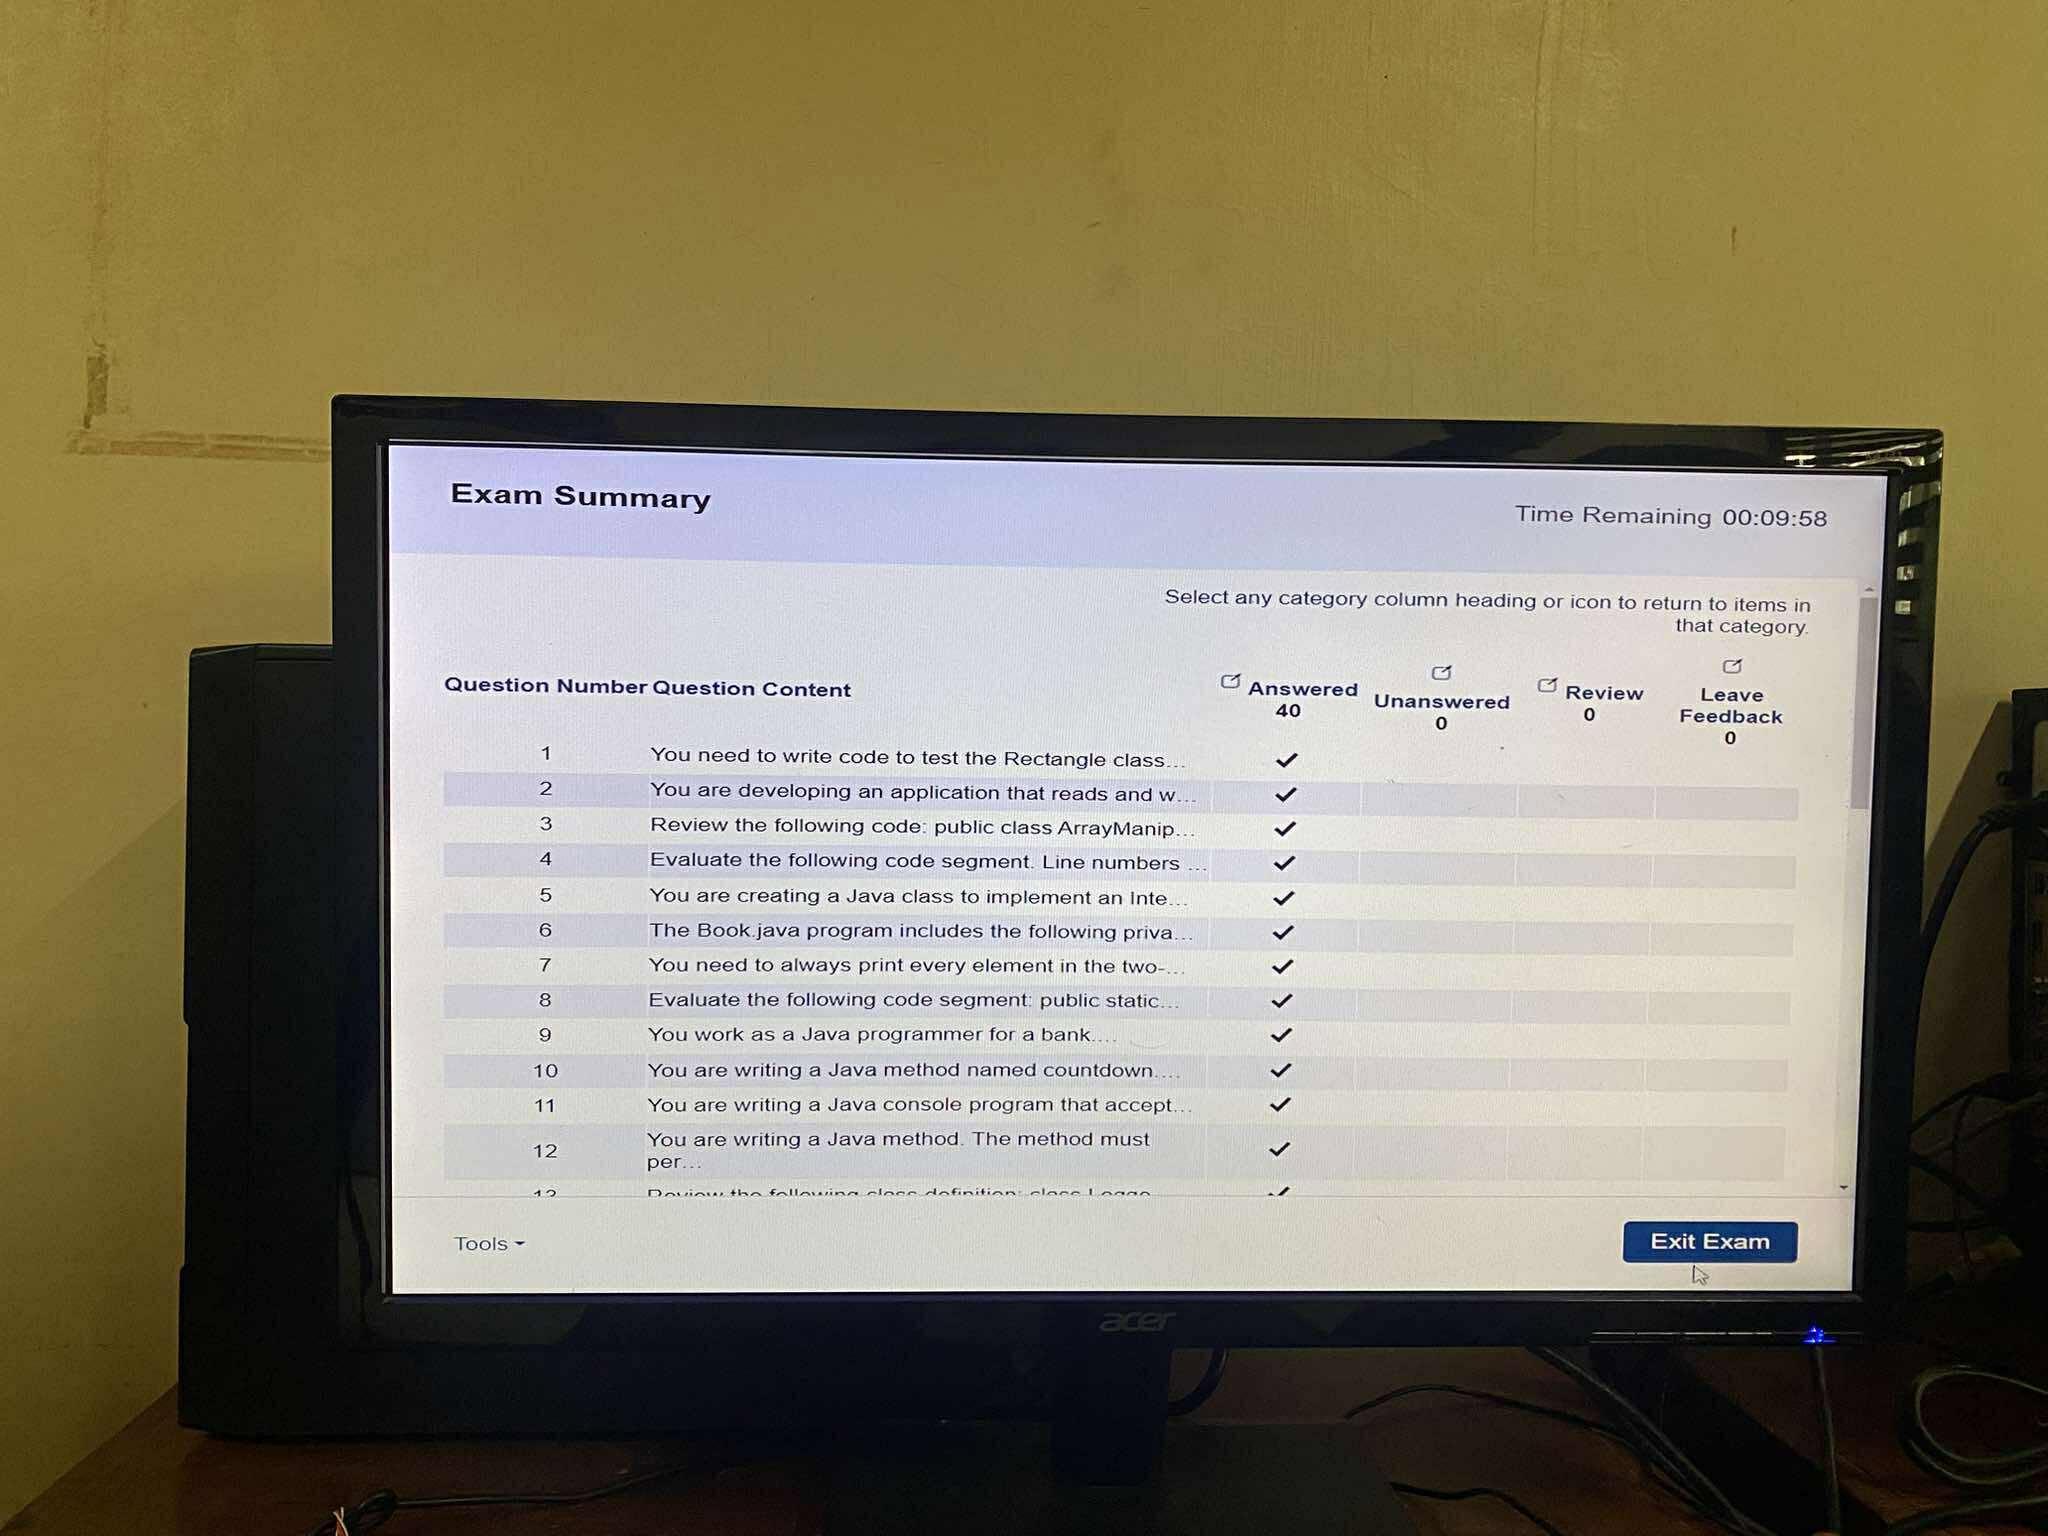 Exam Summary
Time Remaining 00:09:58
Select any category column heading or icon to return to items in
that category.
Question Number Question Content Answered Unanswered Review Leave Feedback
40 0 0 0
1 You need to write code to test the Rectangle class...
2 You are developing an application that reads and w...
3 Review the following code: public class ArrayManip...
4 Evaluate the following code segment. Line numbers ...
5 You are creating a Java class to implement an Inte...
6 The Book.java program includes the following priva...
7 You need to always print every element in the two-...
8 Evaluate the following code segment: public static...
9 You work as a Java programmer for a bank....
10 You are writing a Java method named countdown....
11 You are writing a Java console program that accept...
12 You are writing a Java method. The method must
per...
Review the following class definition: class
Tools
Exit Exam
acer